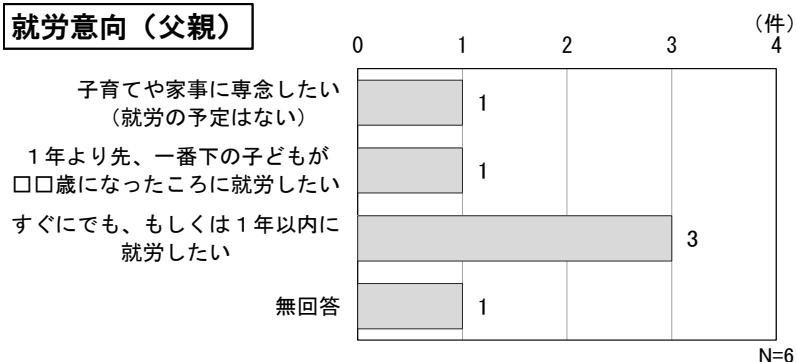 就労意向(父親)
(件)
0 1 2 3 4
子育てや家事に専念したい
(就労の予定はない)
1
1年より先、一番下の子どもが
□□歳になったころに就労したい
1
すぐにでも、もしくは1年以内に
就労したい
3
無回答
1
N=6